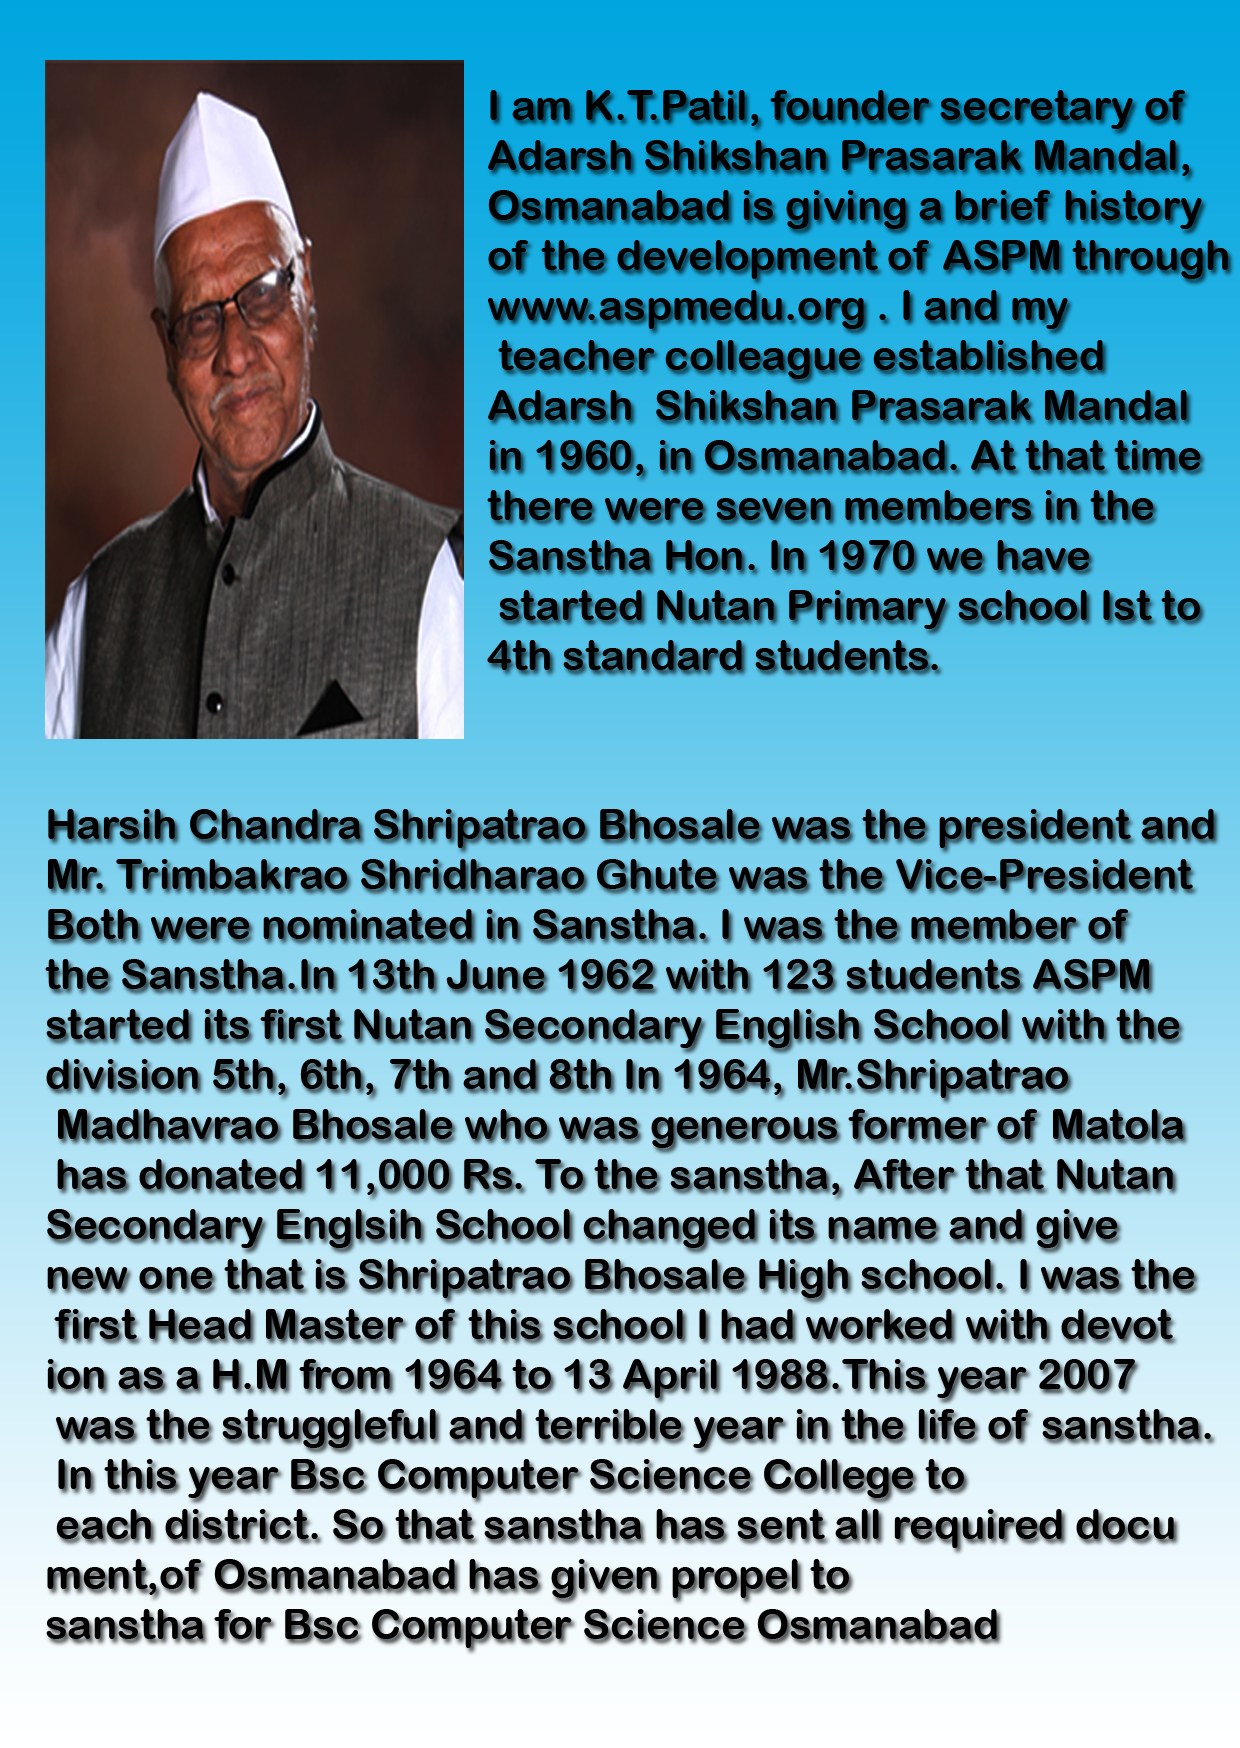 I am K.T.Patil, founder secretary of
Adarsh Shikshan Prasarak Mandal,
Osmanabad is giving a brief history
of the development of ASPM through
www.aspmedu.org . I and my
teacher colleague established
Adarsh Shikshan Prasarak Mandal
in 1960, in Osmanabad. At that time
there were seven members in the
Sanstha Hon. In 1970 we have
started Nutan Primary school Ist to
4th standard students.
Harsih Chandra Shripatrao Bhosale was the president and
Mr. Trimbakrao Shridharao Ghute was the Vice-President
Both were nominated in Sanstha. I was the member of
the Sanstha.In 13th June 1962 with 123 students ASPM
started its first Nutan Secondary English School with the
division 5th, 6th, 7th and 8th In 1964, Mr.Shripatrao
Madhavrao Bhosale who was generous former of Matola
has donated 11,000 Rs. To the sanstha, After that Nutan
Secondary Englsih School changed its name and give
new one that is Shripatrao Bhosale High school. I was the
first Head Master of this school I had worked with devot
ion as a H.M from 1964 to 13 April 1988.This year 2007
was the struggleful and terrible year in the life of sanstha.
In this year Bsc Computer Science College to
each district. So that sanstha has sent all required docu
ment,of Osmanabad has given propel to
sanstha for Bsc Computer Science Osmanabad